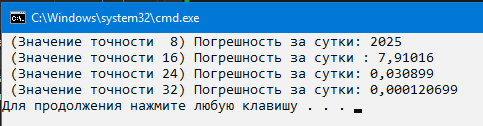 C:\Windows\system32\cmd.exe
(Значение точности  8) Погрешность за сутки: 2025
(Значение точности 16) Погрешность за сутки : 7,91016
(Значение точности 24) Погрешность за сутки: 0,030899
(Значение точности 32) Погрешность за сутки: 0,000120699
Для продолжения нажмите любую клавишу . . .